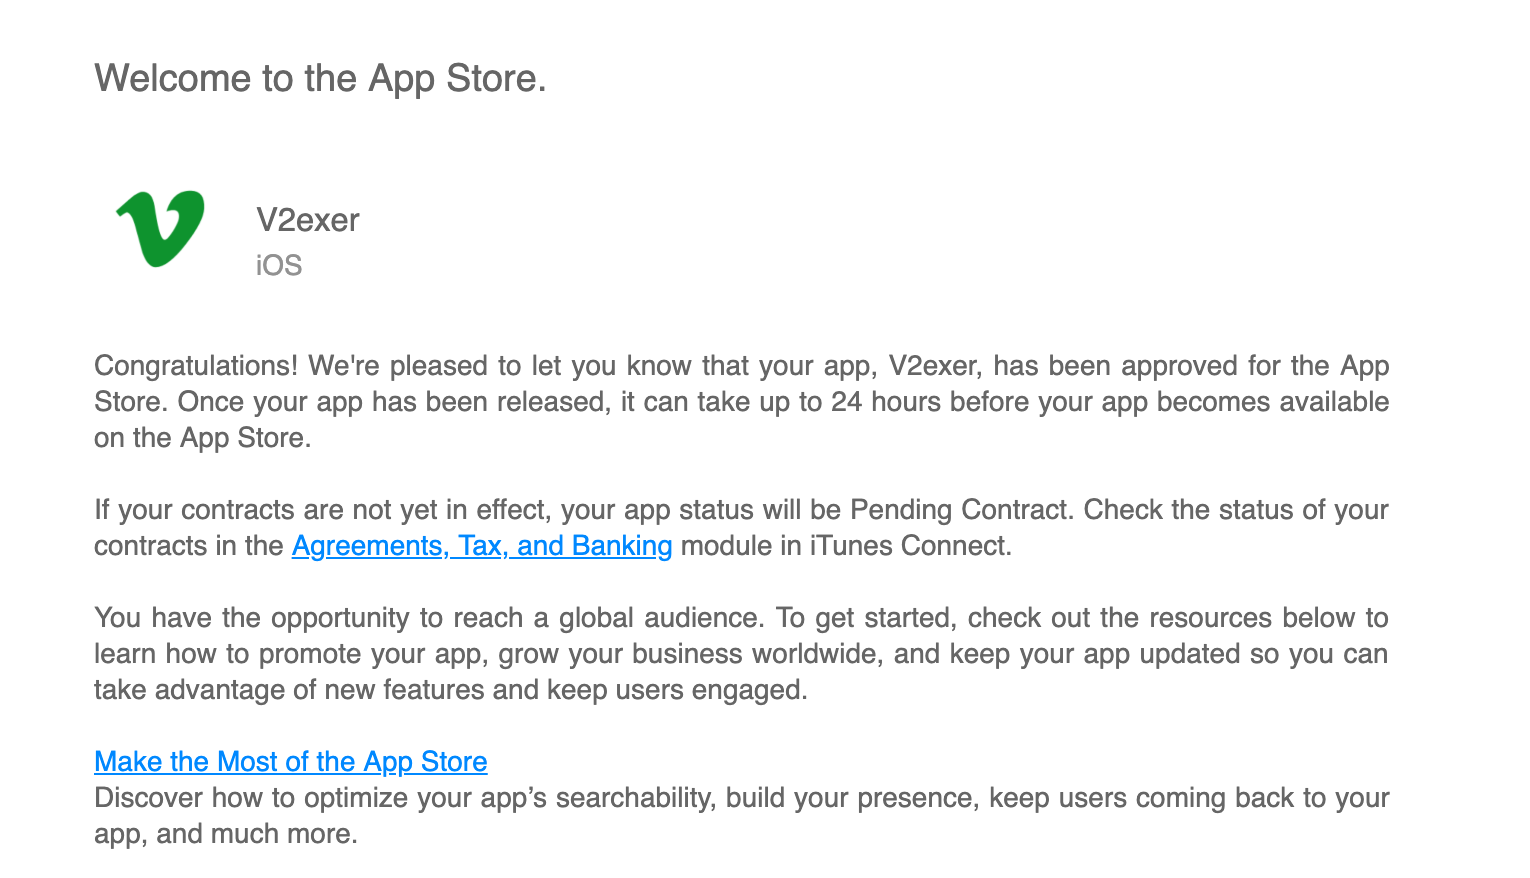 Welcome to the App Store.
V2exer
iOS
Congratulations! We're pleased to let you know that your app, V2exer, has been approved for the App
Store. Once your app has been released, it can take up to 24 hours before your app becomes available
on the App Store.
If your contracts are not yet in effect, your app status will be Pending Contract. Check the status of your
contracts in the Agreements, Tax, and Banking module in iTunes Connect.
You have the opportunity to reach a global audience. To get started, check out the resources below to
learn how to promote your app, grow your business worldwide, and keep your app updated so you can
take advantage of new features and keep users engaged.
Make the Most of the App Store
Discover how to optimize your app’s searchability, build your presence, keep users coming back to your
app, and much more.